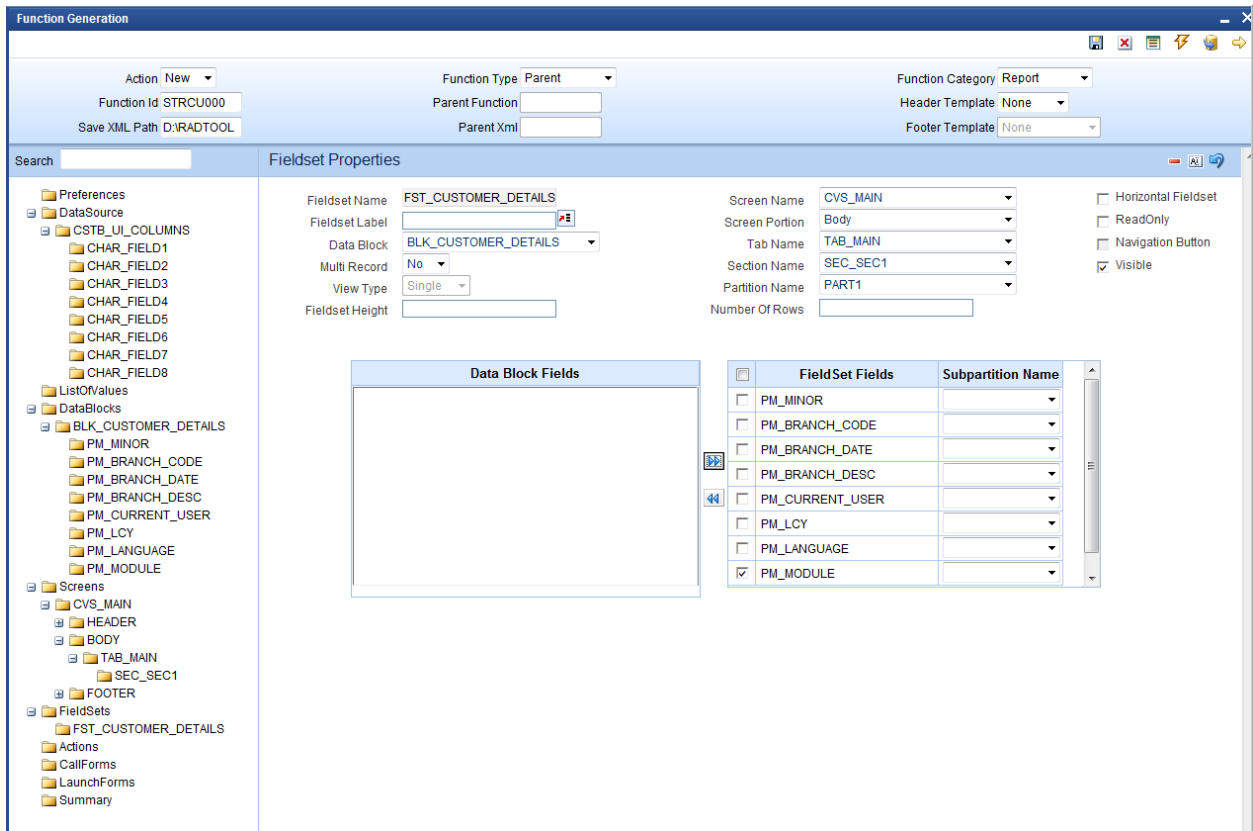 Function Generation
Action New
Function Type Parent
Function Category Report
Function Id STRCU000
Parent Function
Header Template None
Save XML Path D:\RADTOOL
Parent Xml
Footer Template None
Search
Fieldset Properties
Preferences
DataSource
CSTB_UI_COLUMNS
CHAR_FIELD1
CHAR_FIELD2
CHAR_FIELD3
CHAR_FIELD4
CHAR_FIELD5
CHAR_FIELD6
CHAR_FIELD7
CHAR_FIELD8
ListOfValues
DataBlocks
BLK_CUSTOMER_DETAILS
PM_MINOR
PM_BRANCH_CODE
PM_BRANCH_DATE
PM_BRANCH_DESC
PM_CURRENT_USER
PM_LCY
PM_LANGUAGE
PM_MODULE
Screens
CVS_MAIN
HEADER
BODY
TAB_MAIN
SEC_SEC1
FOOTER
FieldSets
FST_CUSTOMER_DETAILS
Actions
CallForms
LaunchForms
Summary
Fieldset Name FST_CUSTOMER_DETAILS
Fieldset Label
Data Block BLK_CUSTOMER_DETAILS
Multi Record No
View Type Single
Fieldset Height
Screen Name CVS_MAIN
Screen Portion Body
Tab Name TAB_MAIN
Section Name SEC_SEC1
Partition Name PART1
Number Of Rows
Horizontal Fieldset
ReadOnly
Navigation Button
Visible
Data Block Fields
FieldSet Fields Subpartition Name
PM_MINOR
PM_BRANCH_CODE
PM_BRANCH_DATE
PM_BRANCH_DESC
PM_CURRENT_USER
PM_LCY
PM_LANGUAGE
PM_MODULE